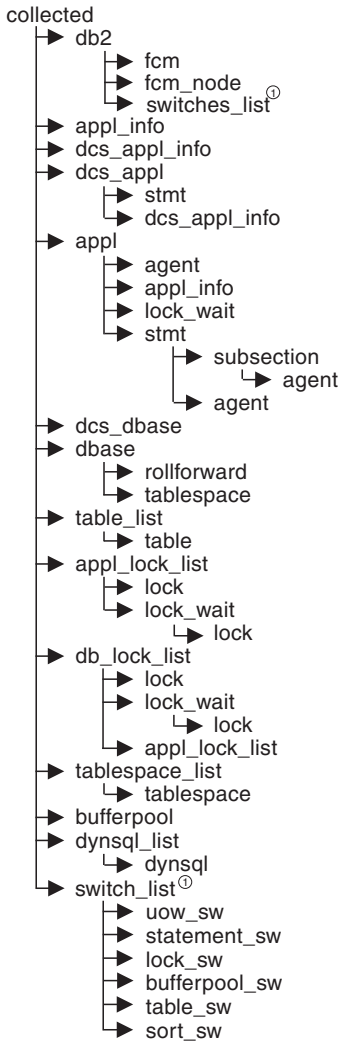 collected
db2
fcm
fcm_node
switches_list①
appl_info
dcs_appl_info
dcs_appl
stmt
dcs_appl_info
appl
agent
appl_info
lock_wait
stmt
subsection
agent
agent
dcs_dbase
dbase
rollforward
tablespace
table_list
table
appl_lock_list
lock
lock_wait
lock
db_lock_list
lock
lock_wait
lock
appl_lock_list
tablespace_list
tablespace
bufferpool
dynsql_list
dynsql
switch_list①
uow_sw
statement_sw
lock_sw
bufferpool_sw
table_sw
sort_sw